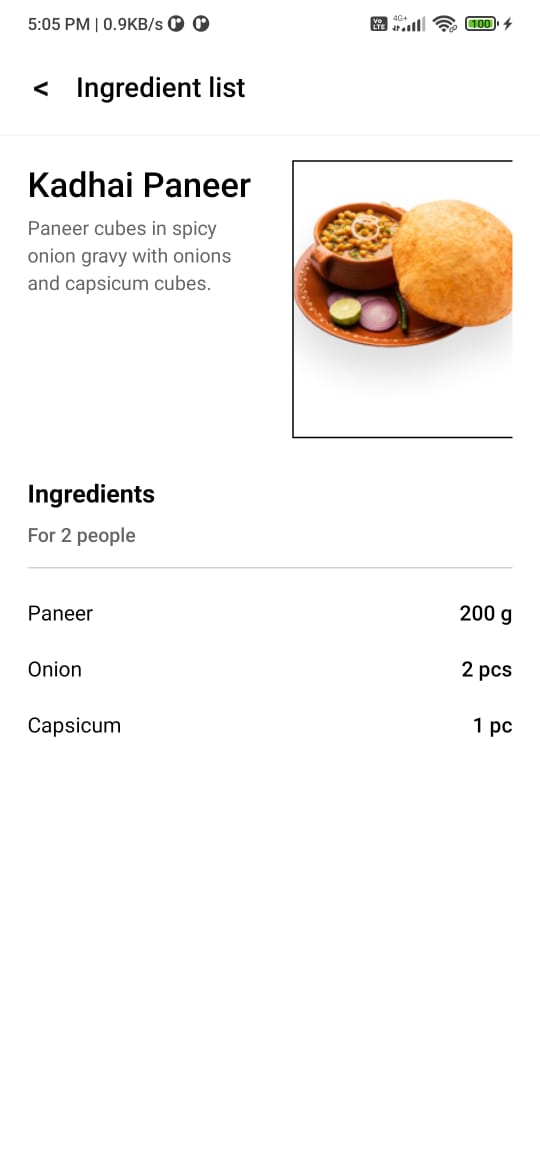 5:05 PM | 0.9KB/s
Vo LTE 4G+ 100
< Ingredient list
Kadhai Paneer
Paneer cubes in spicy
onion gravy with onions
and capsicum cubes.
Ingredients
For 2 people
Paneer 200 g
Onion 2 pcs
Capsicum 1 pc